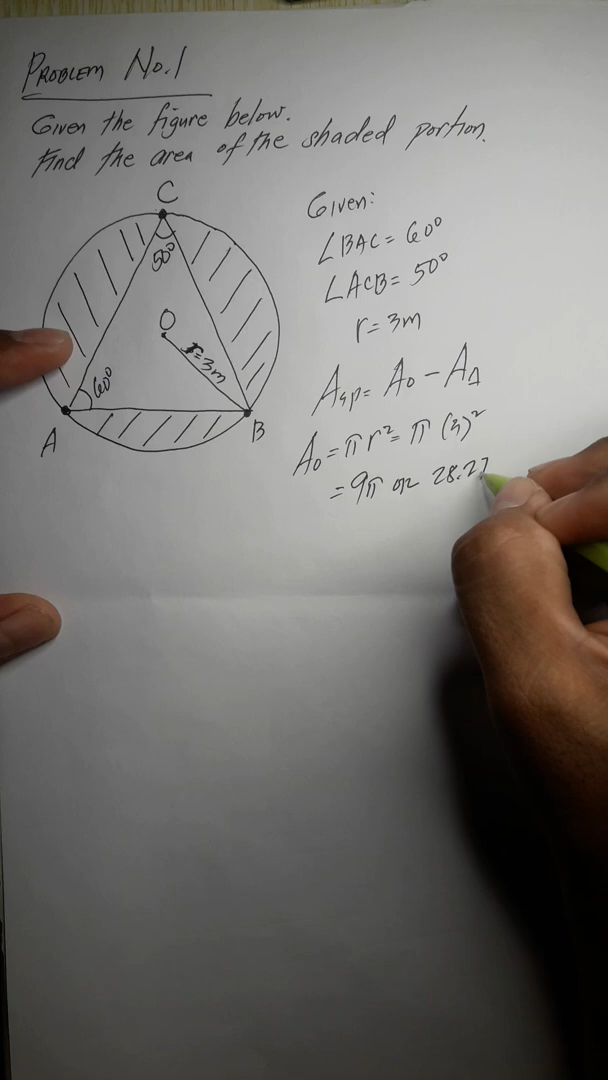 PROBLEM No.1
Given the figure below.
Find the area of the shaded portion.
C
50°
O
r=3m
60°
A
B
Given:
∠BAC = 60°
∠ACB = 50°
r = 3m
Asp = Ao - A△
Ao = πr² = π (3)²
= 9π or 28.27